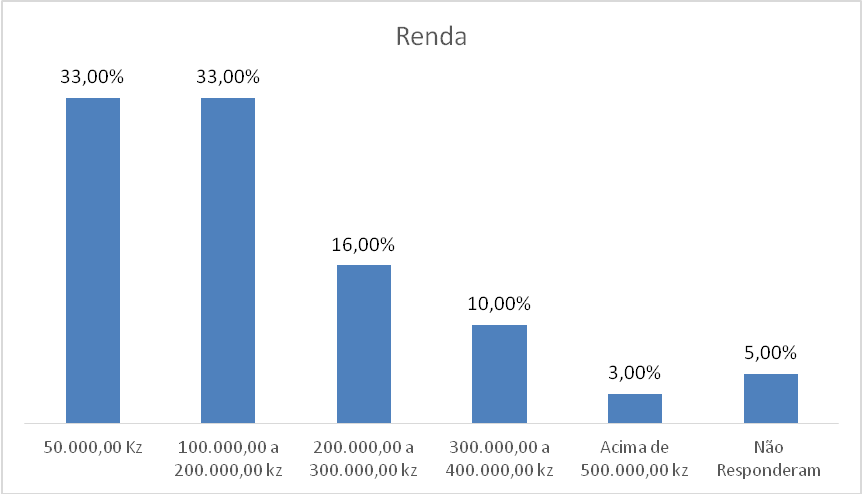 Renda
33,00%
33,00%
16,00%
10,00%
3,00%
5,00%
50.000,00 Kz
100.000,00 a
200.000,00 kz
200.000,00 a
300.000,00 kz
300.000,00 a
400.000,00 kz
Acima de
500.000,00 kz
Não
Responderam